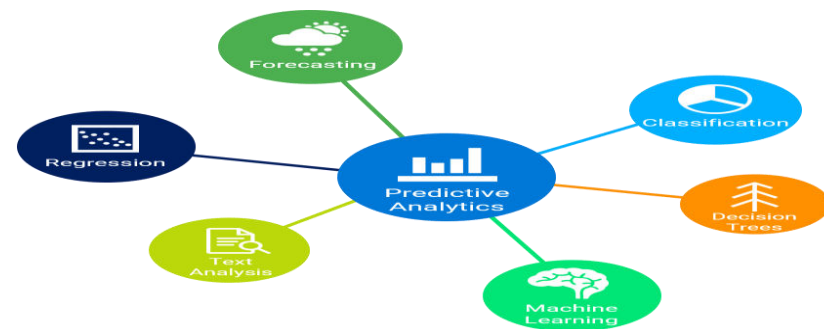 Forecasting
Classification
Regression
Predictive
Analytics
Decision
Trees
Text
Analysis
Machine
Learning